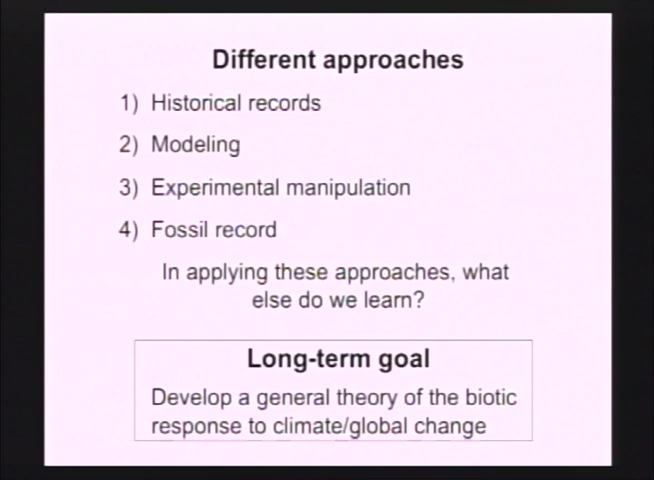 Different approaches
1) Historical records
2) Modeling
3) Experimental manipulation
4) Fossil record
In applying these approaches, what
else do we learn?
Long-term goal
Develop a general theory of the biotic
response to climate/global change